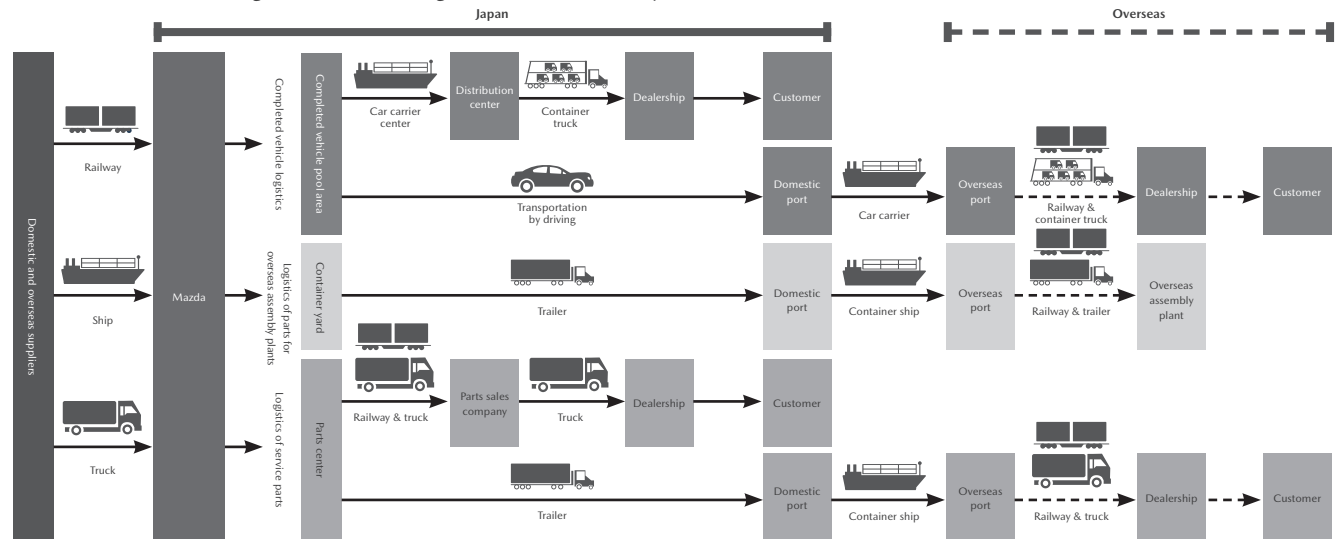 Japan
Overseas
Domestic and overseas suppliers
Railway
Ship
Truck
Mazda
Completed vehicle logistics
Completed vehicle pool area
Car carrier
center
Distribution
center
Container
truck
Dealership
Customer
Transportation
by driving
Domestic
port
Car carrier
Overseas
port
Railway &
container truck
Dealership
Customer
Logistics of parts for
overseas assembly plants
Container yard
Trailer
Domestic
port
Container ship
Overseas
port
Railway & trailer
Overseas
assembly
plant
Logistics of service parts
Parts center
Railway & truck
Parts sales
company
Truck
Dealership
Customer
Trailer
Domestic
port
Container ship
Overseas
port
Railway & truck
Dealership
Customer